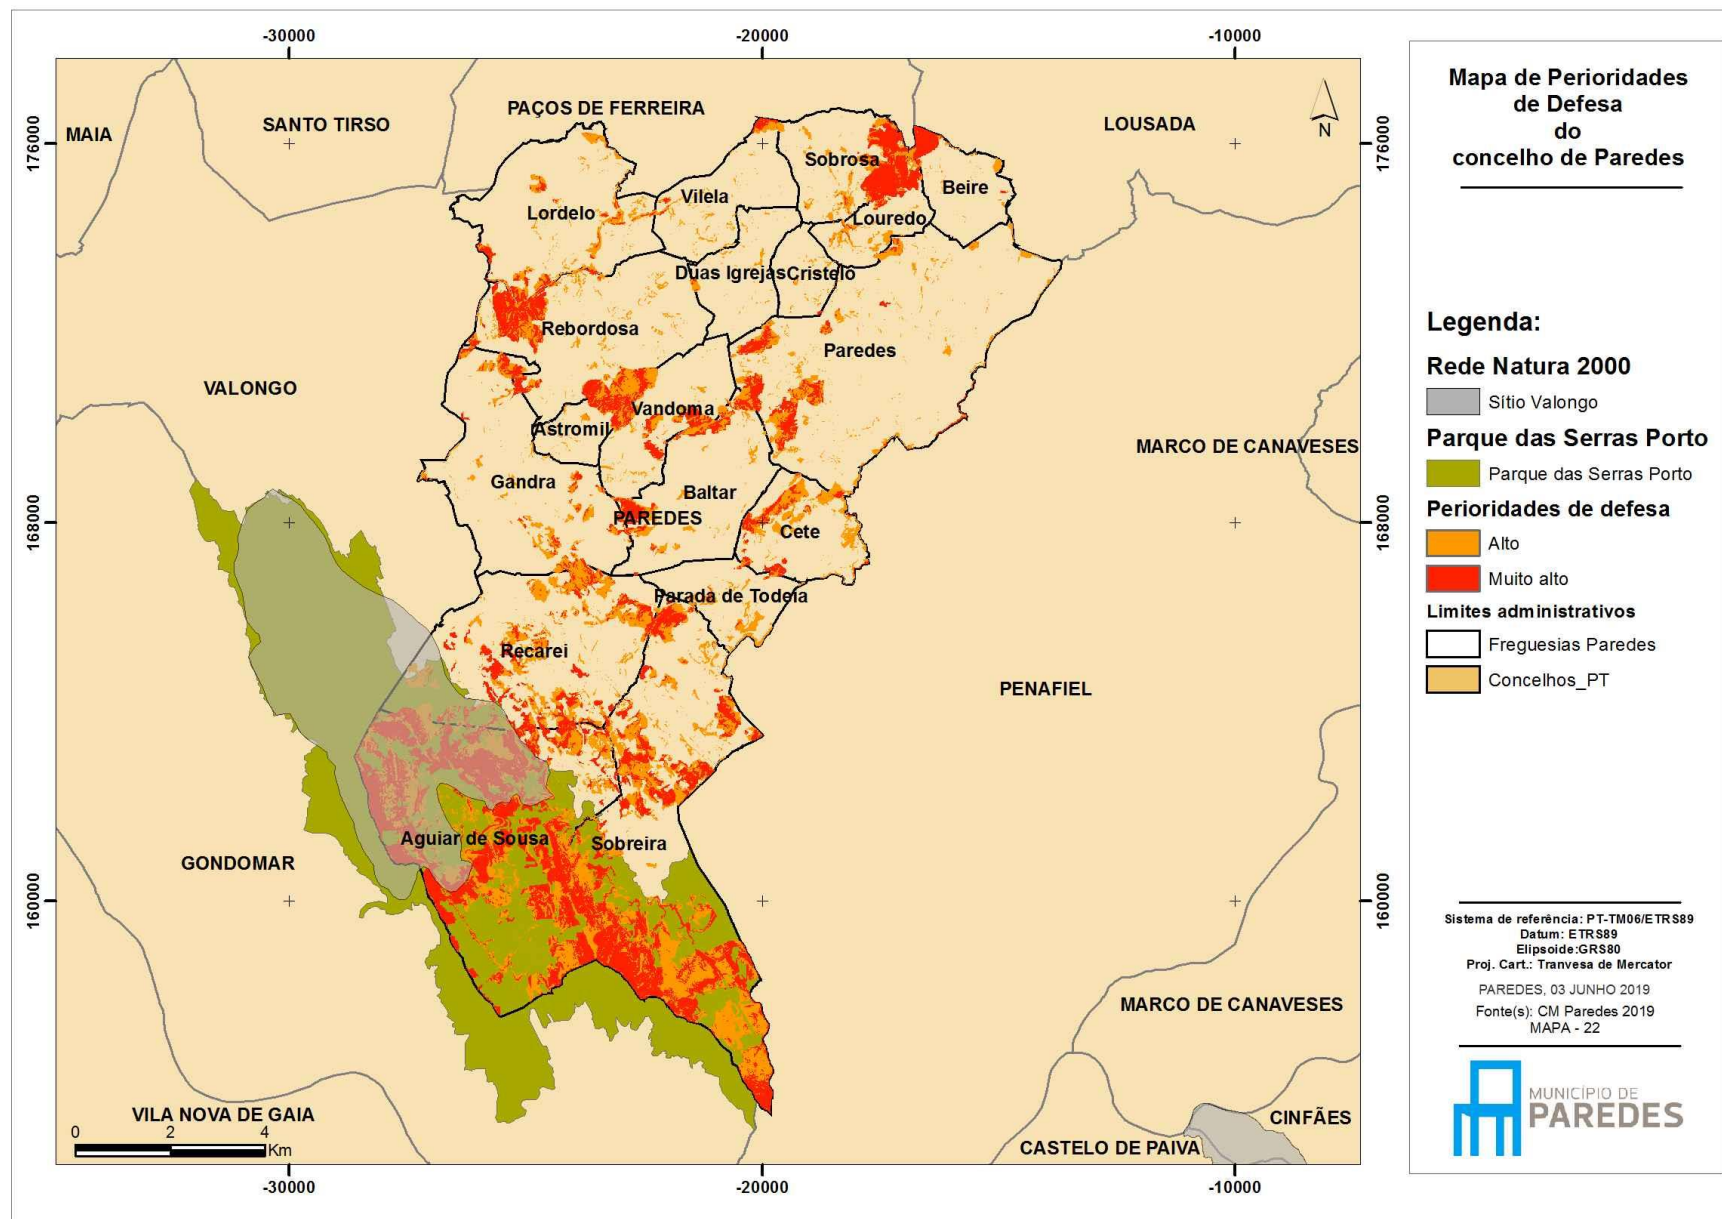 -30000
-20000
-10000
176000
168000
160000
176000
168000
160000
-30000
-20000
-10000
MAIA
SANTO TIRSO
PAÇOS DE FERREIRA
LOUSADA
N
Sobrosa
Beire
Vilela
Lordelo
Louredo
Duas Igrejas
Cristelo
Rebordosa
Paredes
VALONGO
Vandoma
Astromil
MARCO DE CANAVESES
Gandra
Baltar
PAREDES
Cete
Parada de Todeia
Recarei
PENAFIEL
Aguiar de Sousa
Sobreira
GONDOMAR
MARCO DE CANAVESES
VILA NOVA DE GAIA
CINFÃES
CASTELO DE PAIVA
0 2 4
Km
Mapa de Perioridades
de Defesa
do
concelho de Paredes
Legenda:
Rede Natura 2000
Sítio Valongo
Parque das Serras Porto
Parque das Serras Porto
Perioridades de defesa
Alto
Muito alto
Limites administrativos
Freguesias Paredes
Concelhos_PT
Sistema de referência: PT-TM06/ETRS89
Datum: ETRS89
Elipsoide:GRS80
Proj. Cart.: Tranvesa de Mercator
PAREDES, 03 JUNHO 2019
Fonte(s): CM Paredes 2019
MAPA - 22
MUNICÍPIO DE
PAREDES